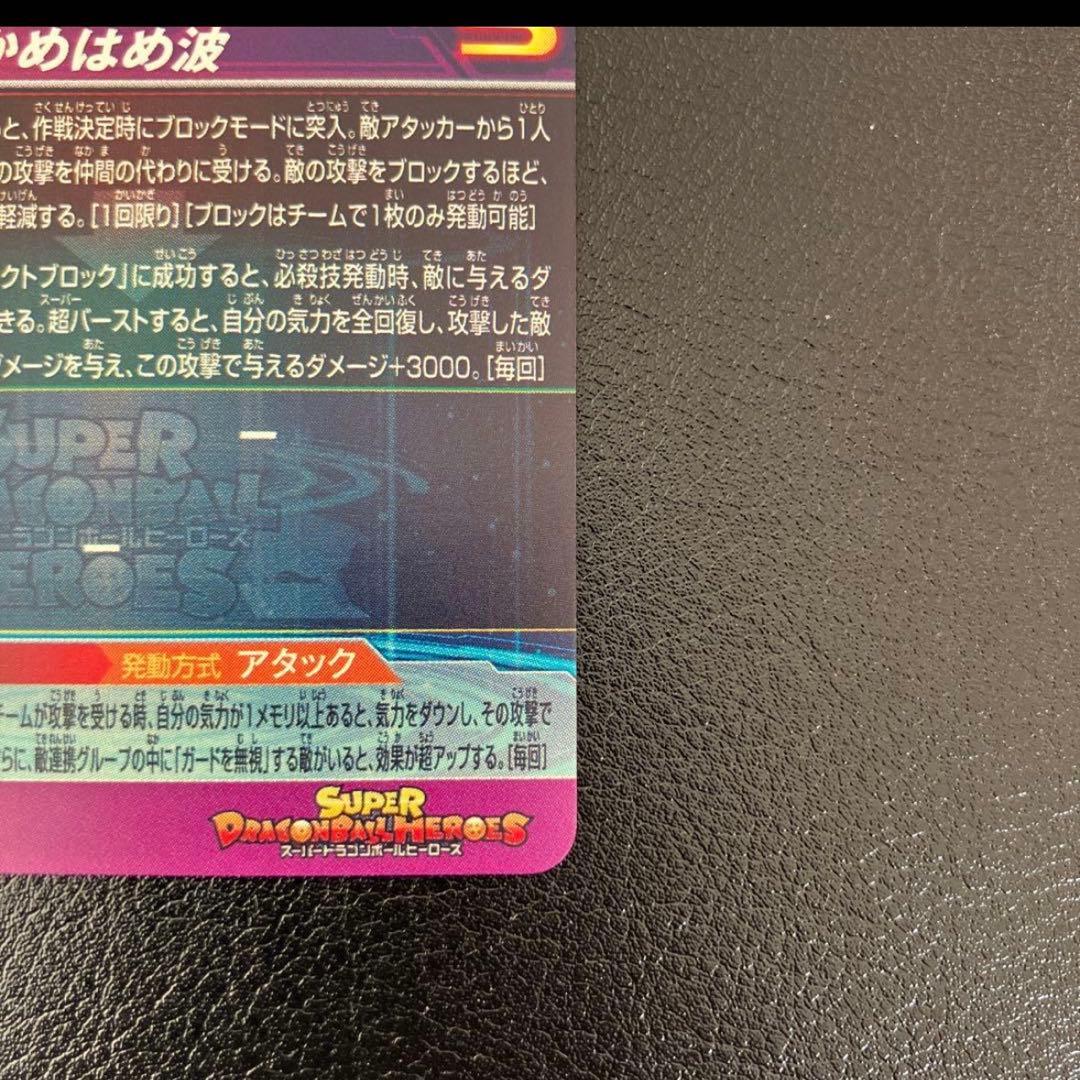 かめはめ波
と、作戦決定時にブロックモードに突入。敵アタッカーから1人
の攻撃を仲間の代わりに受ける。敵の攻撃をブロックするほど、
軽減する。[1回限り][ブロックはチームで1枚のみ発動可能]
クトブロック」に成功すると、必殺技発動時、敵に与えるダ
きる。超バーストすると、自分の気力を全回復し、攻撃した敵
メージを与え、この攻撃で与えるダメージ+3000。[毎回]
SUPER
DRAGONBALL
ドラゴンボールヒーローズ
HEROES
発動方式 アタック
チームが攻撃を受ける時、自分の気力が1メモリ以上あると、気力をダウンし、その攻撃で
らに、敵連携グループの中に「ガードを無視」する敵がいると、効果が超アップする。[毎回]
SUPER
DRAGONBALL HEROES
スーパードラゴンボールヒーローズ